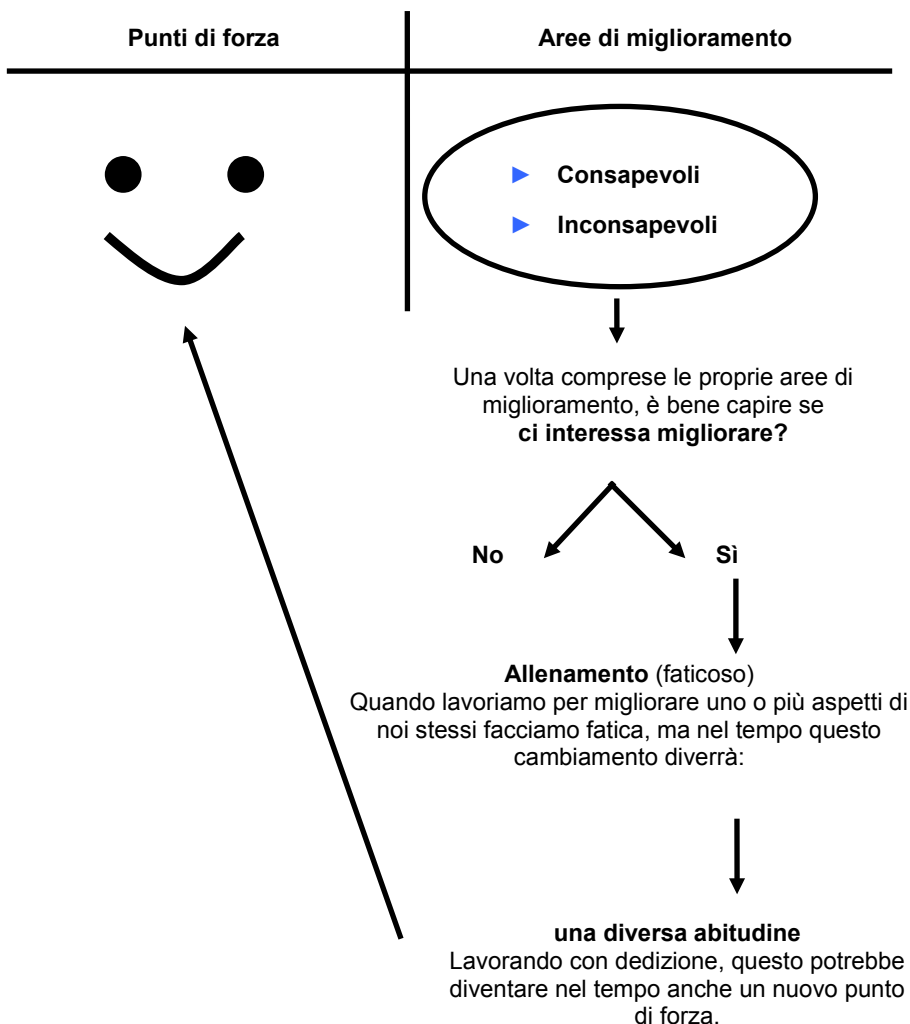 Punti di forza
Aree di miglioramento
► Consapevoli
► Inconsapevoli
Una volta comprese le proprie aree di
miglioramento, è bene capire se
ci interessa migliorare?
No
Sì
Allenamento (faticoso)
Quando lavoriamo per migliorare uno o più aspetti di
noi stessi facciamo fatica, ma nel tempo questo
cambiamento diverrà:
una diversa abitudine
Lavorando con dedizione, questo potrebbe
diventare nel tempo anche un nuovo punto
di forza.